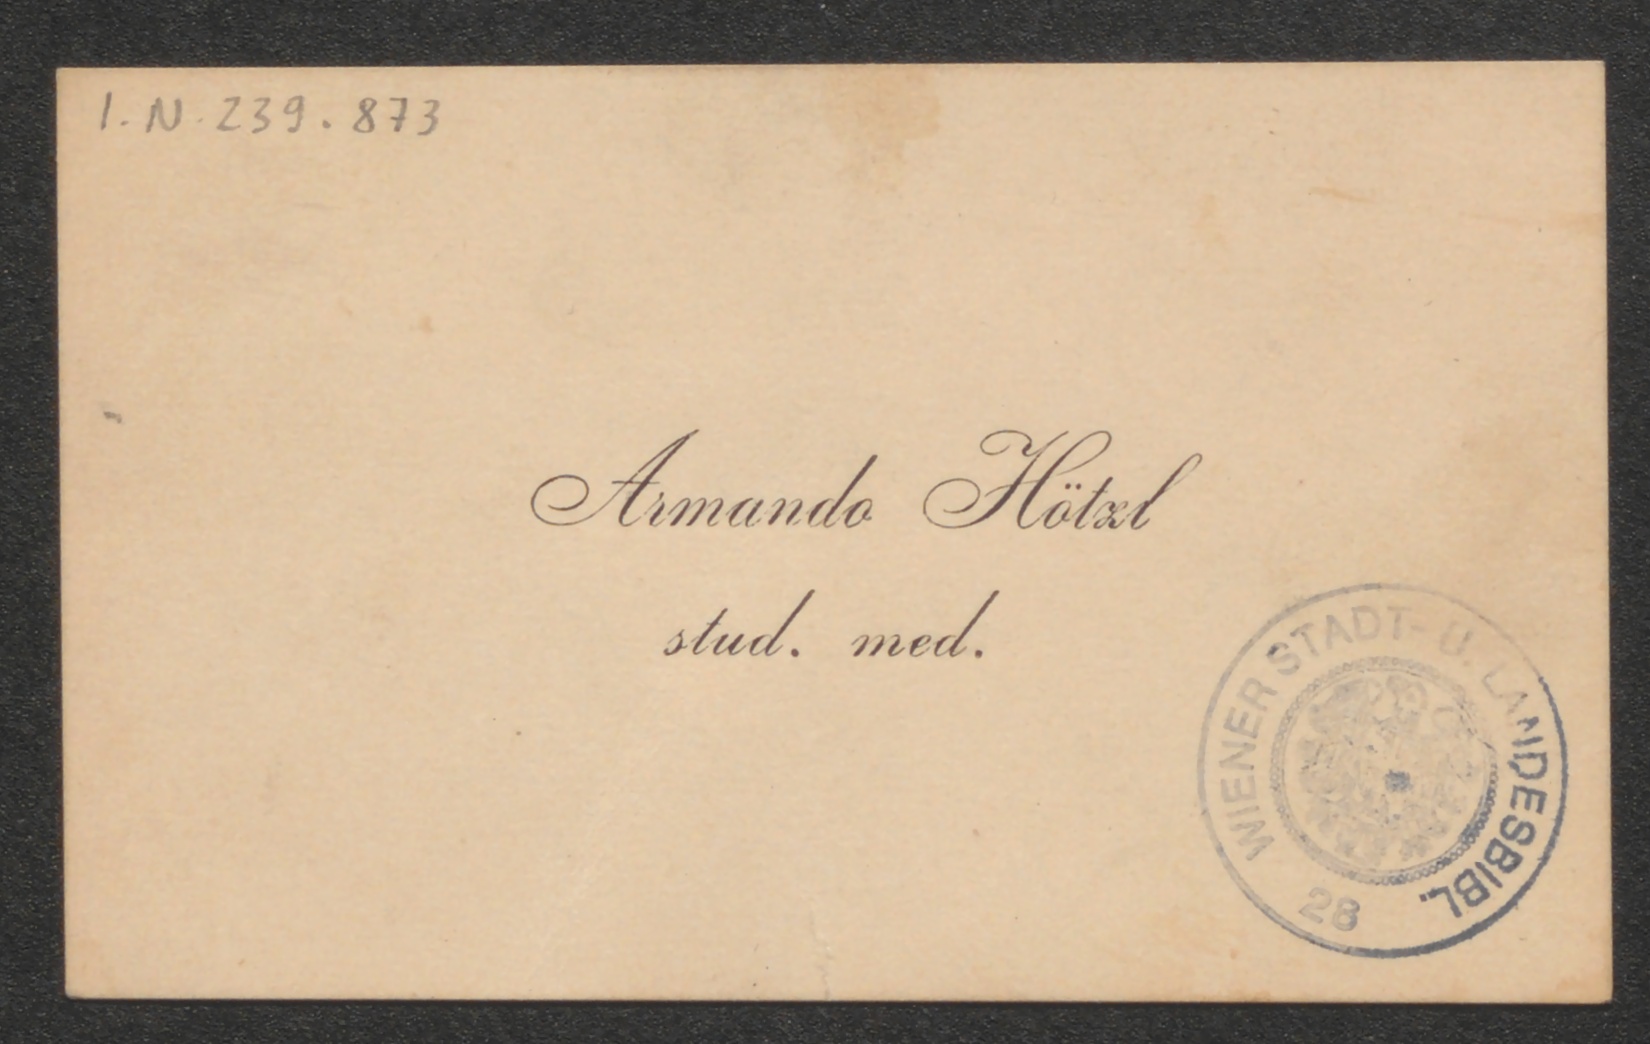 I.N.239.873
Armando Hötzl
stud. med.
WIENER STADT- U. LANDESBIBL.
28